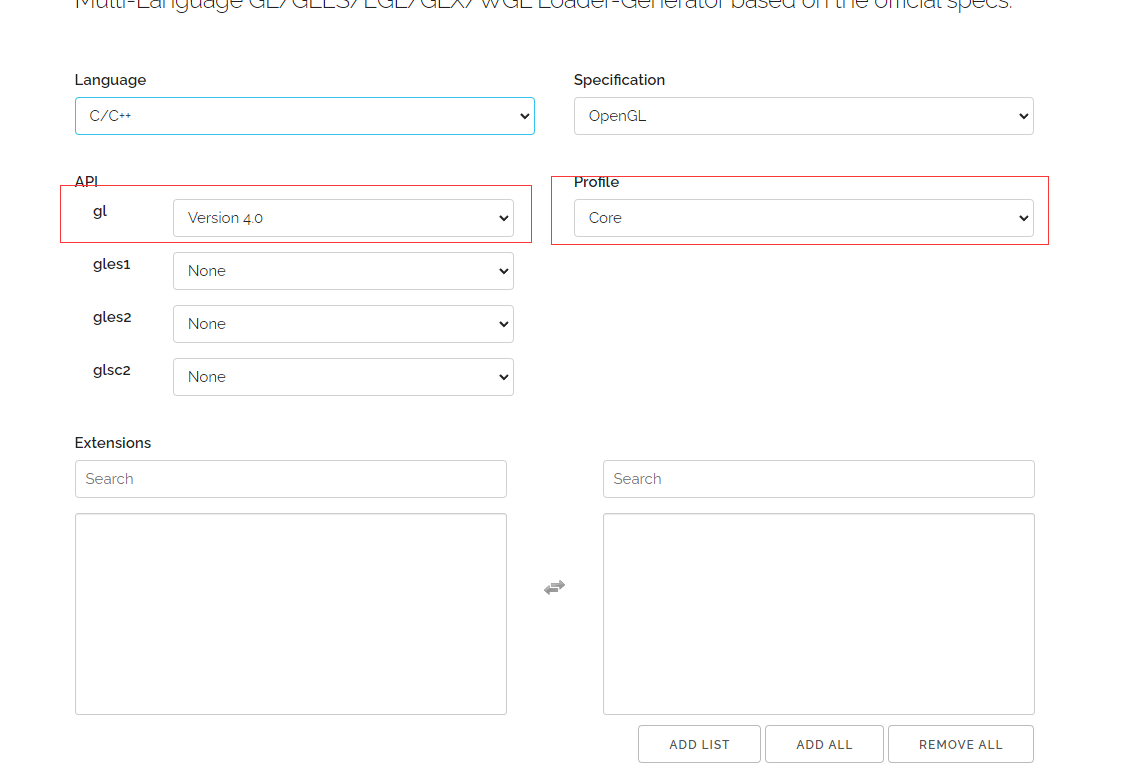 Multi-Language GL/GLES/EGL/GLX/WGL Loader-Generator based on the official specs.
Language
Specification
C/C++
OpenGL
API
Profile
gl
Version 4.0
Core
gles1
None
gles2
None
glsc2
None
Extensions
Search
Search
ADD LIST
ADD ALL
REMOVE ALL